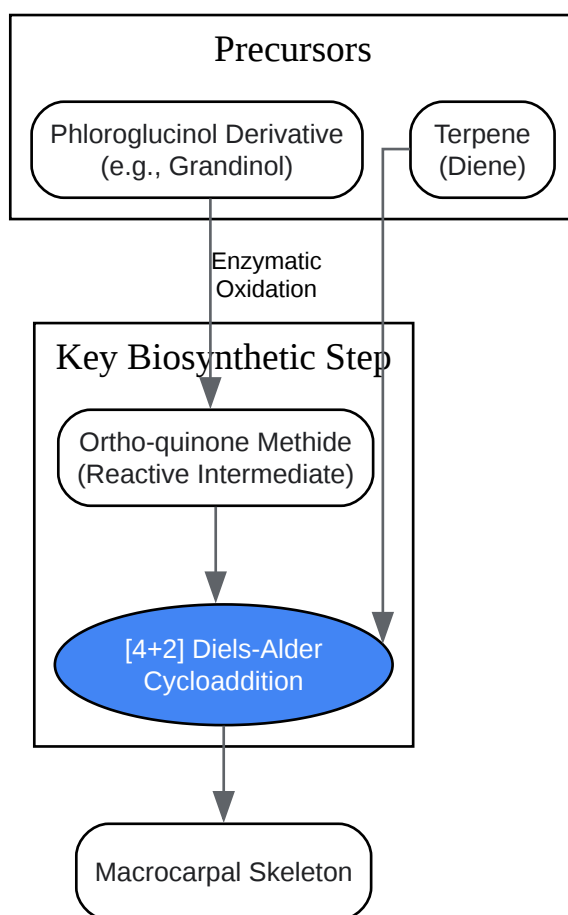 Precursors
Phloroglucinol Derivative
(e.g., Grandinol)
Terpene
(Diene)
Enzymatic
Oxidation
Key Biosynthetic Step
Ortho-quinone Methide
(Reactive Intermediate)
[4+2] Diels-Alder
Cycloaddition
Macrocarpal Skeleton